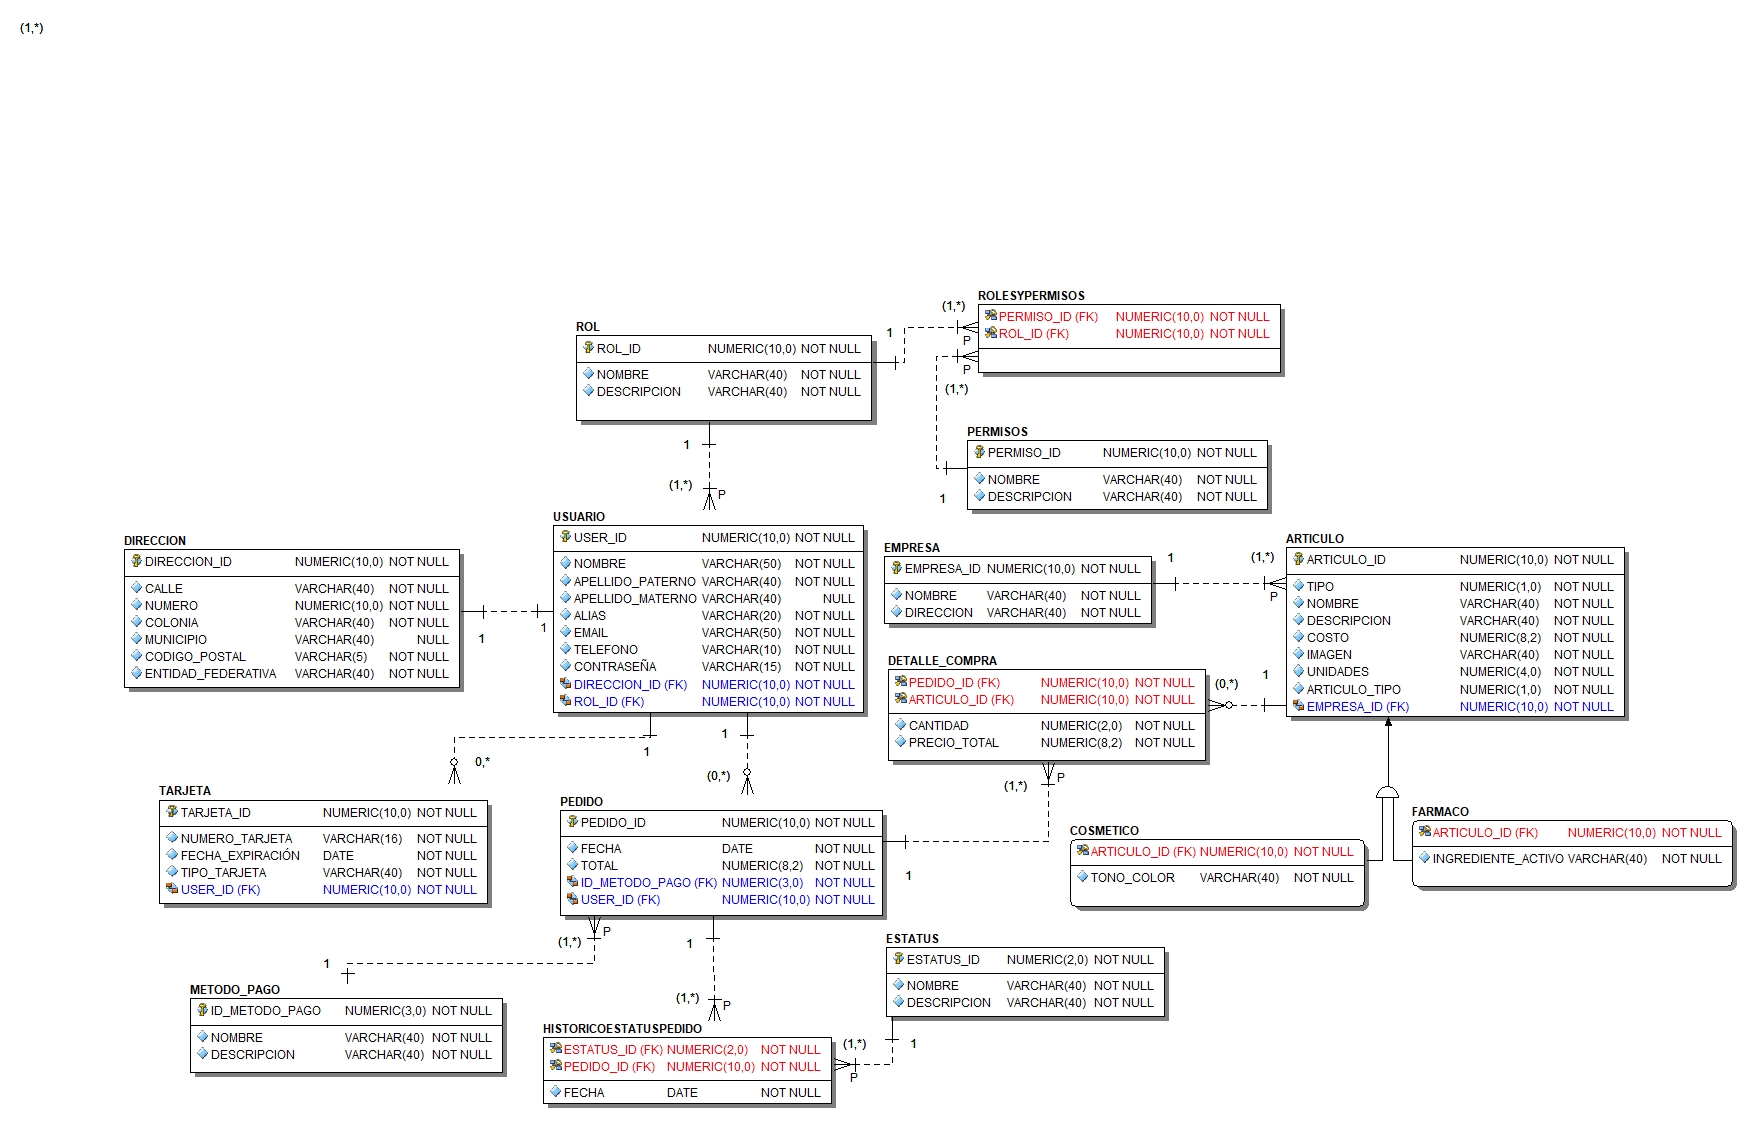 (1,*)
ROLESYPERMISOS
PERMISO_ID (FK) NUMERIC(10,0) NOT NULL
ROL_ID (FK) NUMERIC(10,0) NOT NULL
(1,*)
P
P
(1,*)
1
ROL
ROL_ID NUMERIC(10,0) NOT NULL
NOMBRE VARCHAR(40) NOT NULL
DESCRIPCION VARCHAR(40) NOT NULL
1
(1,*)
P
PERMISOS
PERMISO_ID NUMERIC(10,0) NOT NULL
NOMBRE VARCHAR(40) NOT NULL
DESCRIPCION VARCHAR(40) NOT NULL
1
DIRECCION
DIRECCION_ID NUMERIC(10,0) NOT NULL
CALLE VARCHAR(40) NOT NULL
NUMERO NUMERIC(10,0) NOT NULL
COLONIA VARCHAR(40) NOT NULL
MUNICIPIO VARCHAR(40) NULL
CODIGO_POSTAL VARCHAR(5) NOT NULL
ENTIDAD_FEDERATIVA VARCHAR(40) NOT NULL
1
1
USUARIO
USER_ID NUMERIC(10,0) NOT NULL
NOMBRE VARCHAR(50) NOT NULL
APELLIDO_PATERNO VARCHAR(40) NOT NULL
APELLIDO_MATERNO VARCHAR(40) NULL
ALIAS VARCHAR(20) NOT NULL
EMAIL VARCHAR(50) NOT NULL
TELEFONO VARCHAR(10) NOT NULL
CONTRASEÑA VARCHAR(15) NOT NULL
DIRECCION_ID (FK) NUMERIC(10,0) NOT NULL
ROL_ID (FK) NUMERIC(10,0) NOT NULL
1
0,*
1
(0,*)
EMPRESA
EMPRESA_ID NUMERIC(10,0) NOT NULL
NOMBRE VARCHAR(40) NOT NULL
DIRECCION VARCHAR(40) NOT NULL
1
(1,*)
P
ARTICULO
ARTICULO_ID NUMERIC(10,0) NOT NULL
TIPO NUMERIC(1,0) NOT NULL
NOMBRE VARCHAR(40) NOT NULL
DESCRIPCION VARCHAR(40) NOT NULL
COSTO NUMERIC(8,2) NOT NULL
IMAGEN VARCHAR(40) NOT NULL
UNIDADES NUMERIC(4,0) NOT NULL
ARTICULO_TIPO NUMERIC(1,0) NOT NULL
EMPRESA_ID (FK) NUMERIC(10,0) NOT NULL
DETALLE_COMPRA
PEDIDO_ID (FK) NUMERIC(10,0) NOT NULL
ARTICULO_ID (FK) NUMERIC(10,0) NOT NULL
CANTIDAD NUMERIC(2,0) NOT NULL
PRECIO_TOTAL NUMERIC(8,2) NOT NULL
(0,*)
1
P
(1,*)
TARJETA
TARJETA_ID NUMERIC(10,0) NOT NULL
NUMERO_TARJETA VARCHAR(16) NOT NULL
FECHA_EXPIRACIÓN DATE NOT NULL
TIPO_TARJETA VARCHAR(40) NOT NULL
USER_ID (FK) NUMERIC(10,0) NOT NULL
PEDIDO
PEDIDO_ID NUMERIC(10,0) NOT NULL
FECHA DATE NOT NULL
TOTAL NUMERIC(8,2) NOT NULL
ID_METODO_PAGO (FK) NUMERIC(3,0) NOT NULL
USER_ID (FK) NUMERIC(10,0) NOT NULL
1
COSMETICO
ARTICULO_ID (FK) NUMERIC(10,0) NOT NULL
TONO_COLOR VARCHAR(40) NOT NULL
FARMACO
ARTICULO_ID (FK) NUMERIC(10,0) NOT NULL
INGREDIENTE_ACTIVO VARCHAR(40) NOT NULL
P
(1,*)
1
1
(1,*)
P
METODO_PAGO
ID_METODO_PAGO NUMERIC(3,0) NOT NULL
NOMBRE VARCHAR(40) NOT NULL
DESCRIPCION VARCHAR(40) NOT NULL
ESTATUS
ESTATUS_ID NUMERIC(2,0) NOT NULL
NOMBRE VARCHAR(40) NOT NULL
DESCRIPCION VARCHAR(40) NOT NULL
HISTORICOESTATUSPEDIDO
ESTATUS_ID (FK) NUMERIC(2,0) NOT NULL
PEDIDO_ID (FK) NUMERIC(10,0) NOT NULL
FECHA DATE NOT NULL
(1,*)
1
P